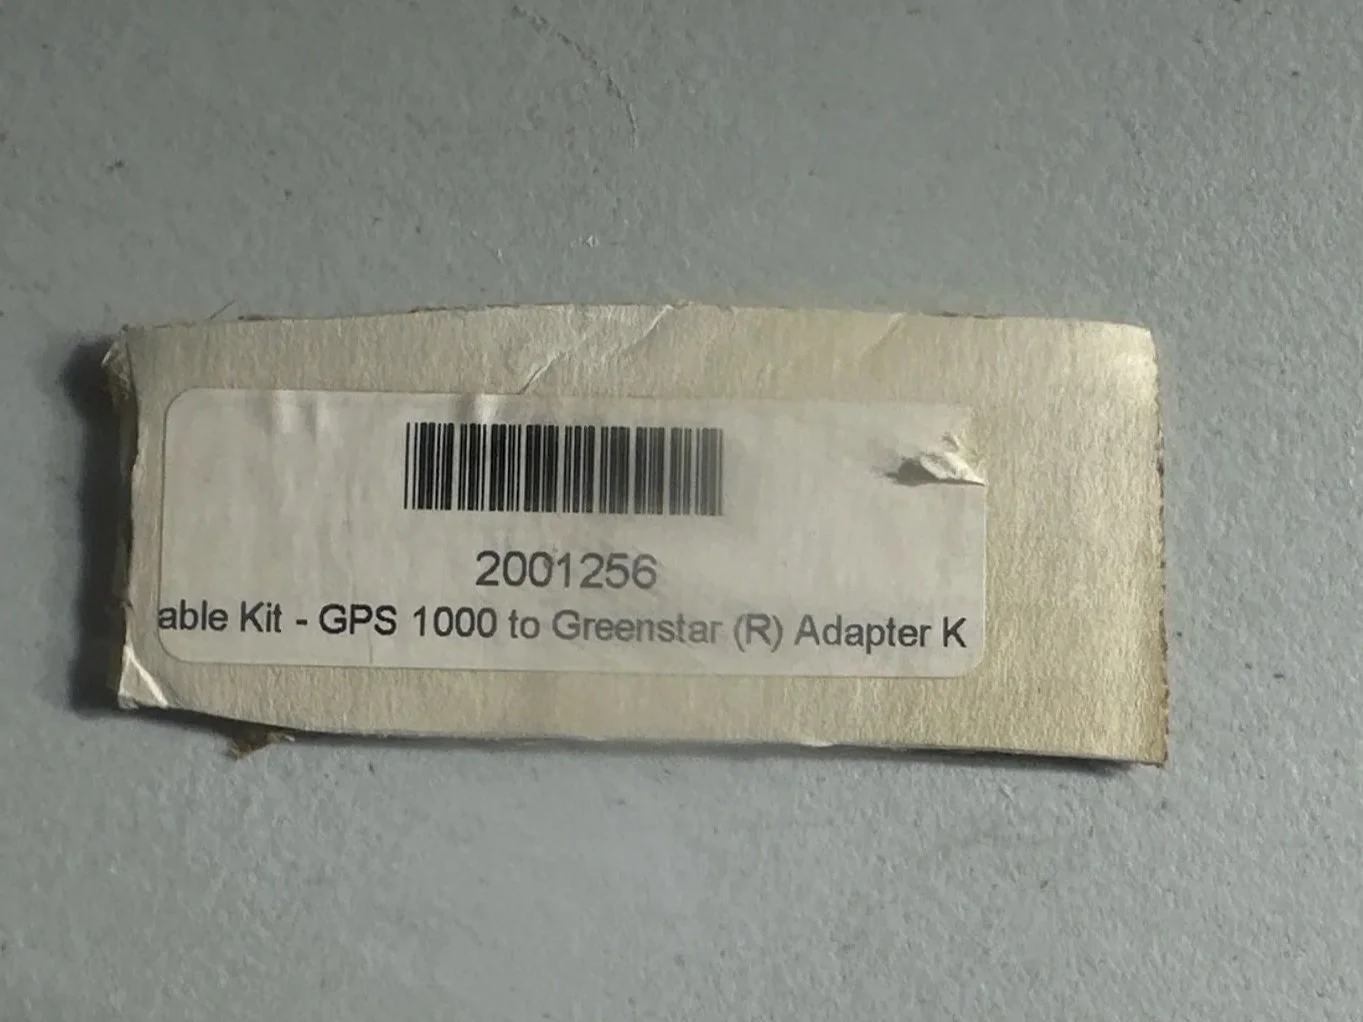 2001256
able Kit - GPS 1000 to Greenstar (R) Adapter K